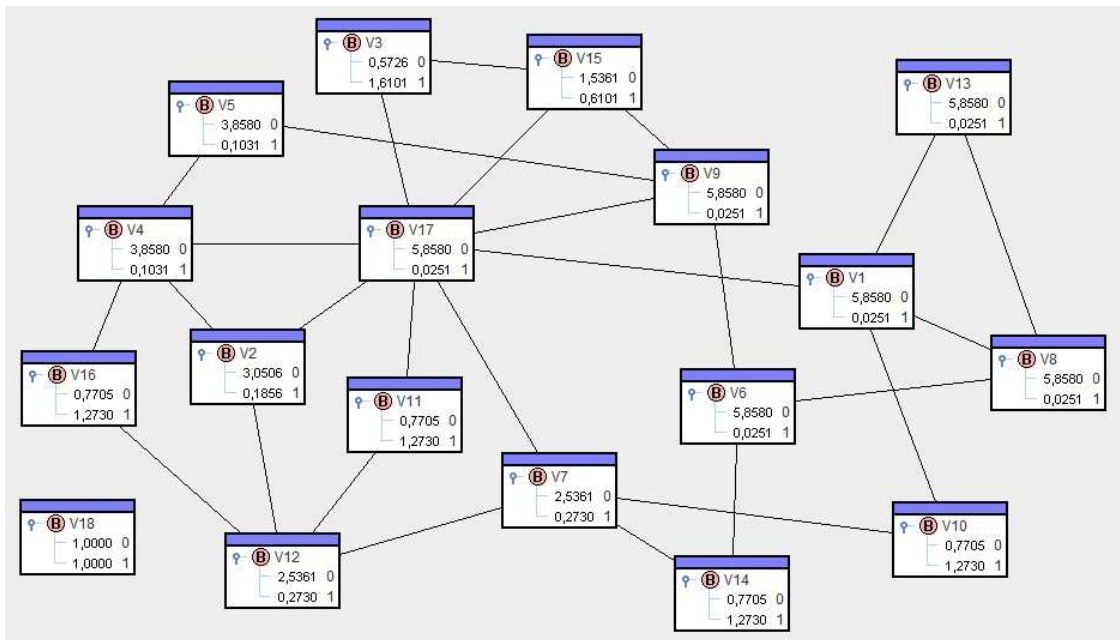 B V3
0,5726 0
1,6101 1
B V15
1,5361 0
0,6101 1
B V13
5,8580 0
0,0251 1
B V5
3,8580 0
0,1031 1
B V9
5,8580 0
0,0251 1
B V4
3,8580 0
0,1031 1
B V17
5,8580 0
0,0251 1
B V1
5,8580 0
0,0251 1
B V2
3,0506 0
0,1856 1
B V8
5,8580 0
0,0251 1
B V16
0,7705 0
1,2730 1
B V11
0,7705 0
1,2730 1
B V6
5,8580 0
0,0251 1
B V7
2,5361 0
0,2730 1
B V18
1,0000 0
1,0000 1
B V10
0,7705 0
1,2730 1
B V12
2,5361 0
0,2730 1
B V14
0,7705 0
1,2730 1